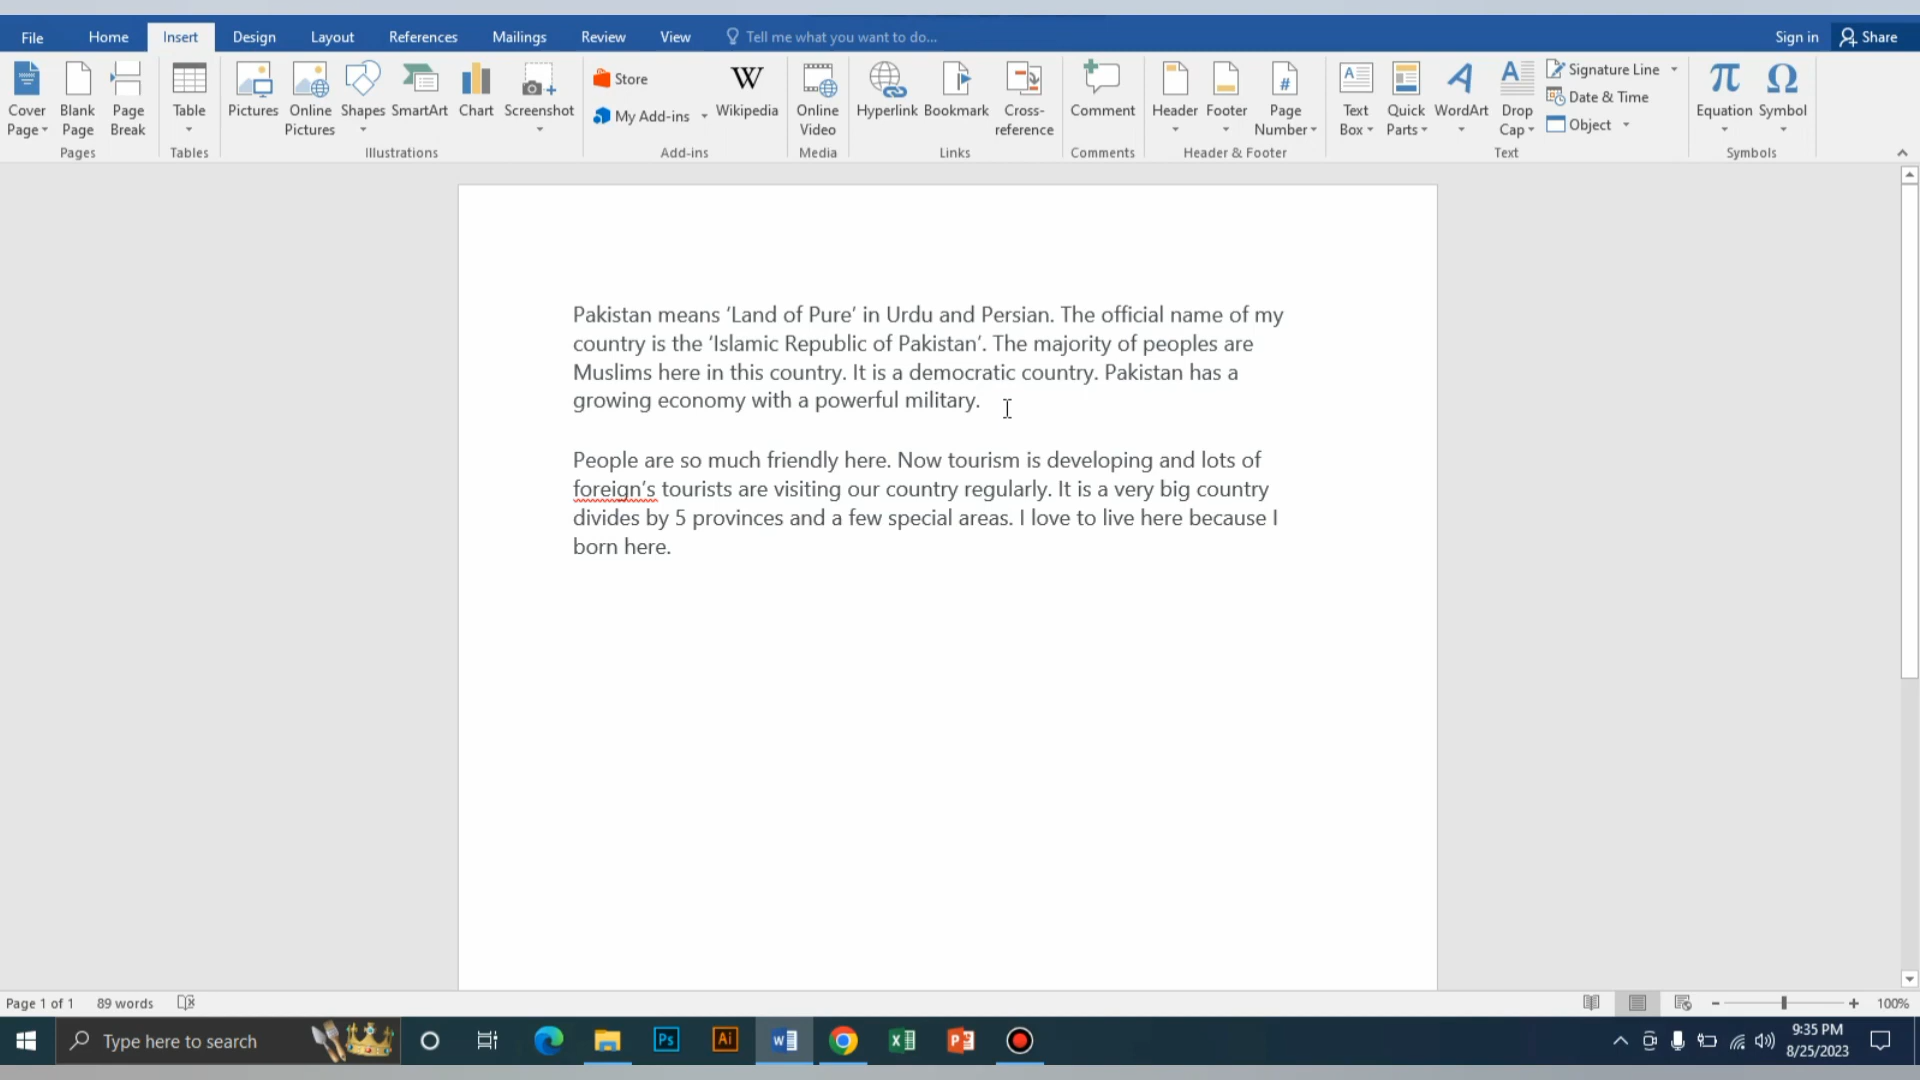 File Home Insert Design Layout References Mailings Review View Tell me what you want to do... Sign in Share
Cover Page Blank Page Page Break Table Pictures Online Pictures Shapes SmartArt Chart Screenshot Store My Add-ins Wikipedia Online Video Hyperlink Bookmark Cross-reference Comment Header Footer Page Number Text Box Quick Parts WordArt Drop Cap Signature Line Date & Time Object Equation Symbol
Pages Tables Illustrations Add-ins Media Links Comments Header & Footer Text Symbols
Pakistan means ‘Land of Pure’ in Urdu and Persian. The official name of my
country is the ‘Islamic Republic of Pakistan’. The majority of peoples are
Muslims here in this country. It is a democratic country. Pakistan has a
growing economy with a powerful military.
People are so much friendly here. Now tourism is developing and lots of
foreign’s tourists are visiting our country regularly. It is a very big country
divides by 5 provinces and a few special areas. I love to live here because I
born here.
Page 1 of 1 89 words 100%
Type here to search Ps Ai 9:35 PM
8/25/2023